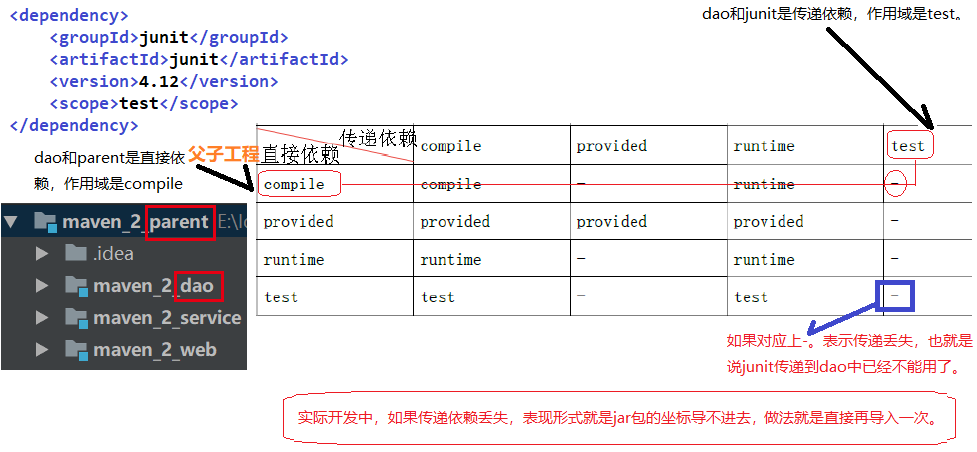 <dependency>
<groupId>junit</groupId>
<artifactId>junit</artifactId>
<version>4.12</version>
<scope>test</scope>
</dependency>
dao和junit是传递依赖，作用域是test。
dao和parent是直接依
赖，作用域是compile
父子工程
传递依赖
直接依赖
compile provided runtime test
compile compile - runtime -
provided provided provided provided -
runtime runtime - runtime -
test test - test -
maven_2_parent E:\
.idea
maven_2_dao
maven_2_service
maven_2_web
如果对应上-。表示传递丢失，也就是
说junit传递到dao中已经不能用了。
实际开发中，如果传递依赖丢失，表现形式就是jar包的坐标导不进去，做法就是直接再导入一次。